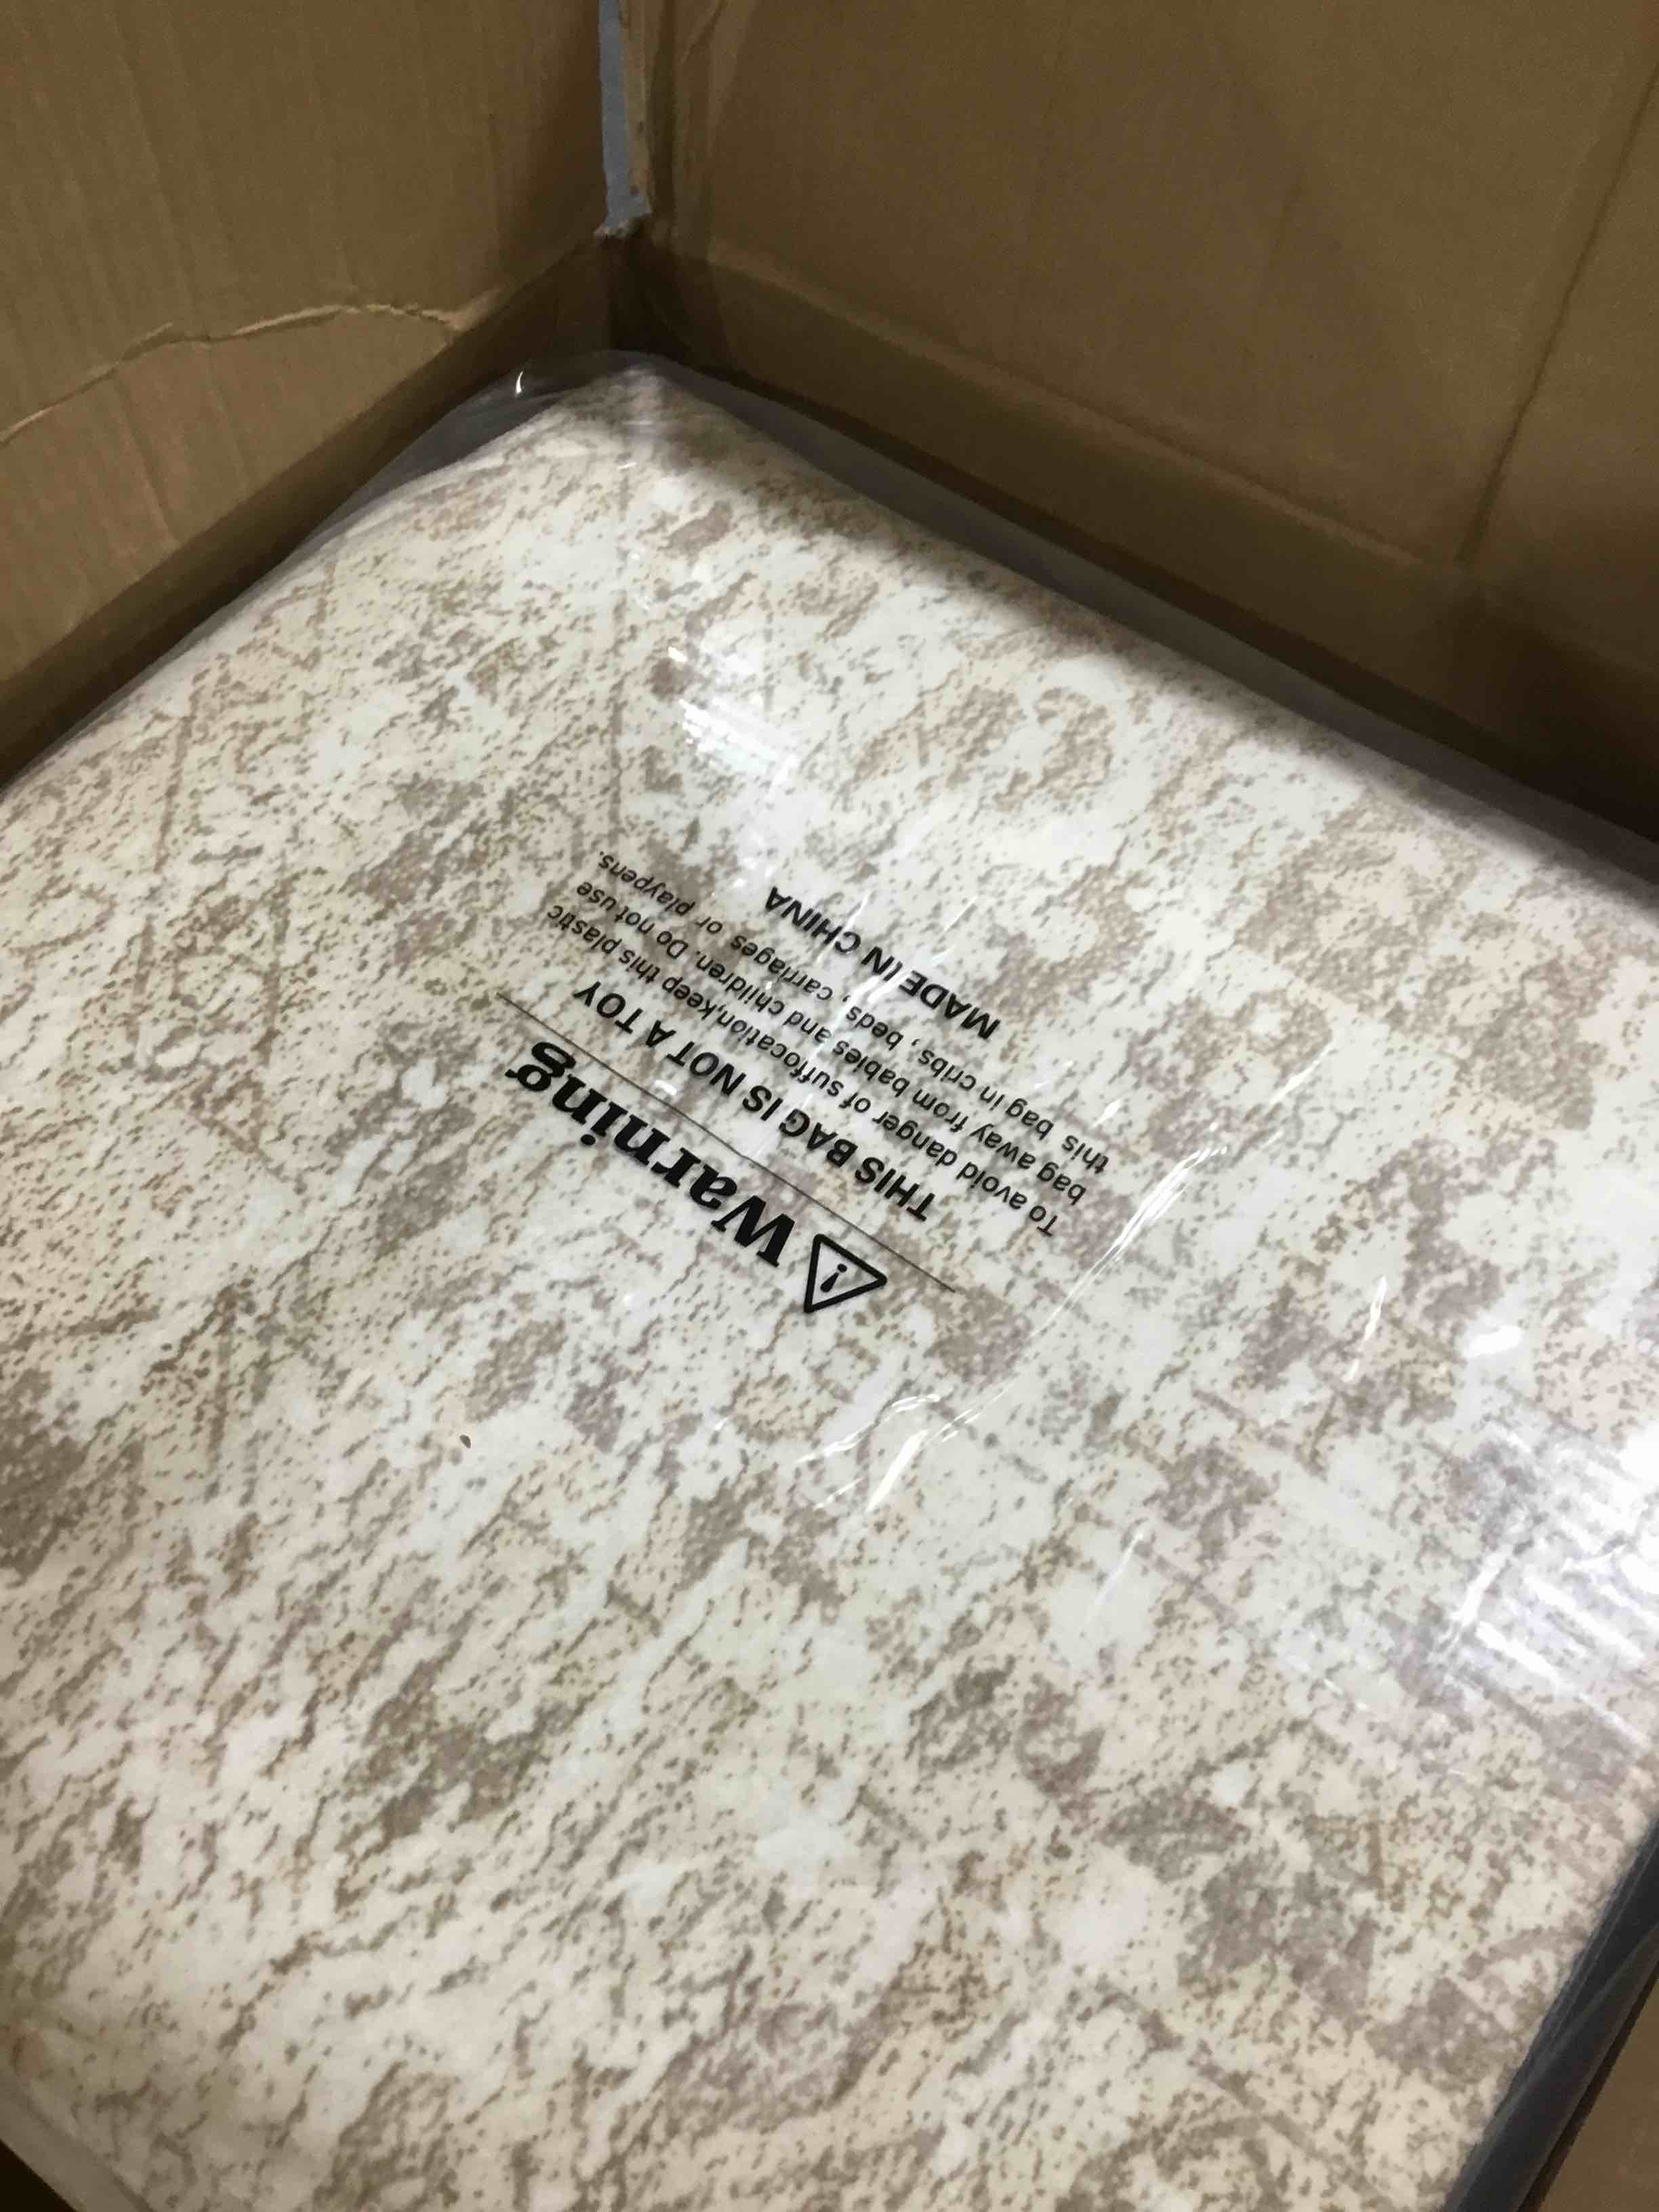 Warning
THIS BAG IS NOT A TOY
To avoid danger of suffocation,keep this plastic
bag away from babies and children. Do not use
this bag in cribs, beds, carriages or playpens.
MADE IN CHINA